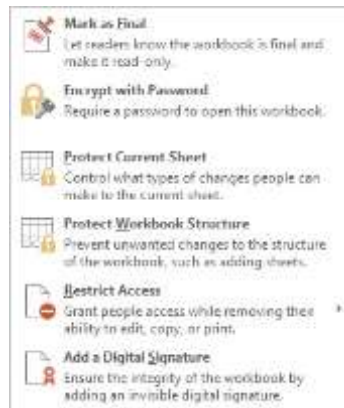 Mark as Final
Let readers know the workbook is final and
make it read-only.
Encrypt with Password
Require a password to open this workbook.
Protect Current Sheet
Control what types of changes people can
make to the current sheet.
Protect Workbook Structure
Prevent unwanted changes to the structure
of the workbook, such as adding sheets.
Restrict Access
Grant people access while removing their
ability to edit, copy, or print.
Add a Digital Signature
Ensure the integrity of the workbook by
adding an invisible digital signature.